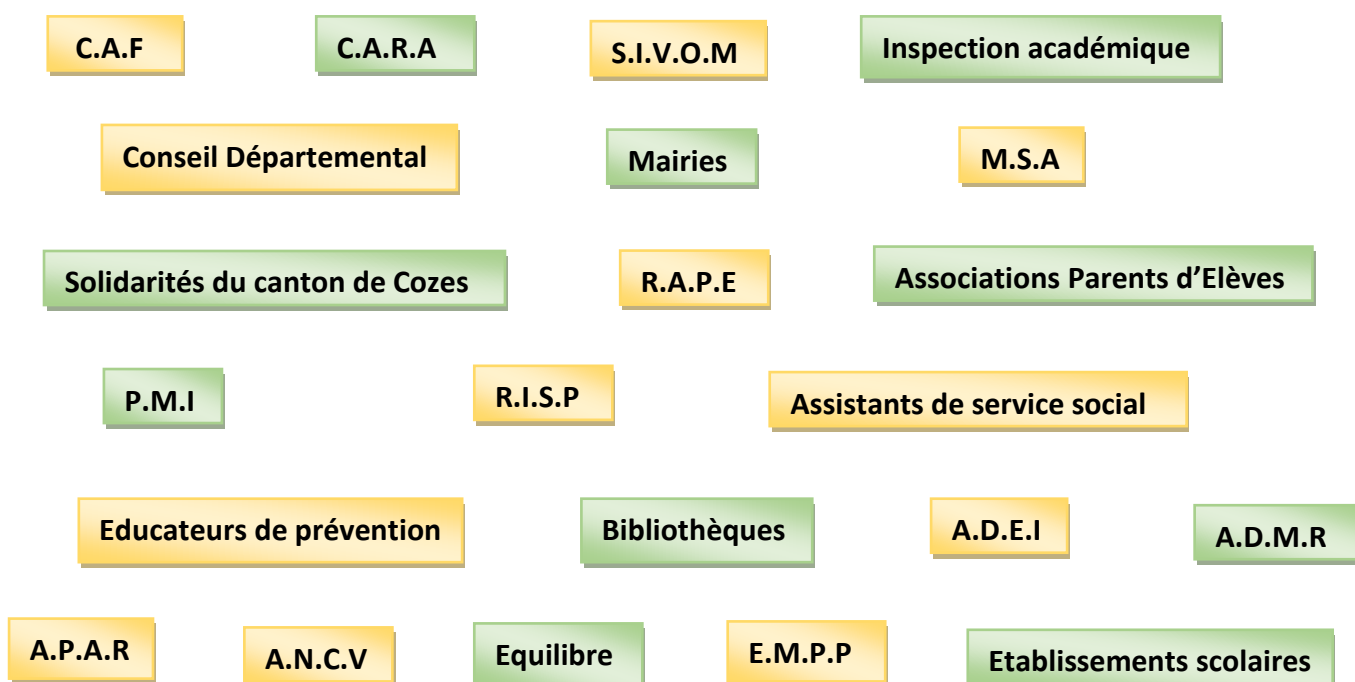 C.A.F
C.A.R.A
S.I.V.O.M
Inspection académique
Conseil Départemental
Mairies
M.S.A
Solidarités du canton de Cozes
R.A.P.E
Associations Parents d’Elèves
P.M.I
R.I.S.P
Assistants de service social
Educateurs de prévention
Bibliothèques
A.D.E.I
A.D.M.R
A.P.A.R
A.N.C.V
Equilibre
E.M.P.P
Etablissements scolaires